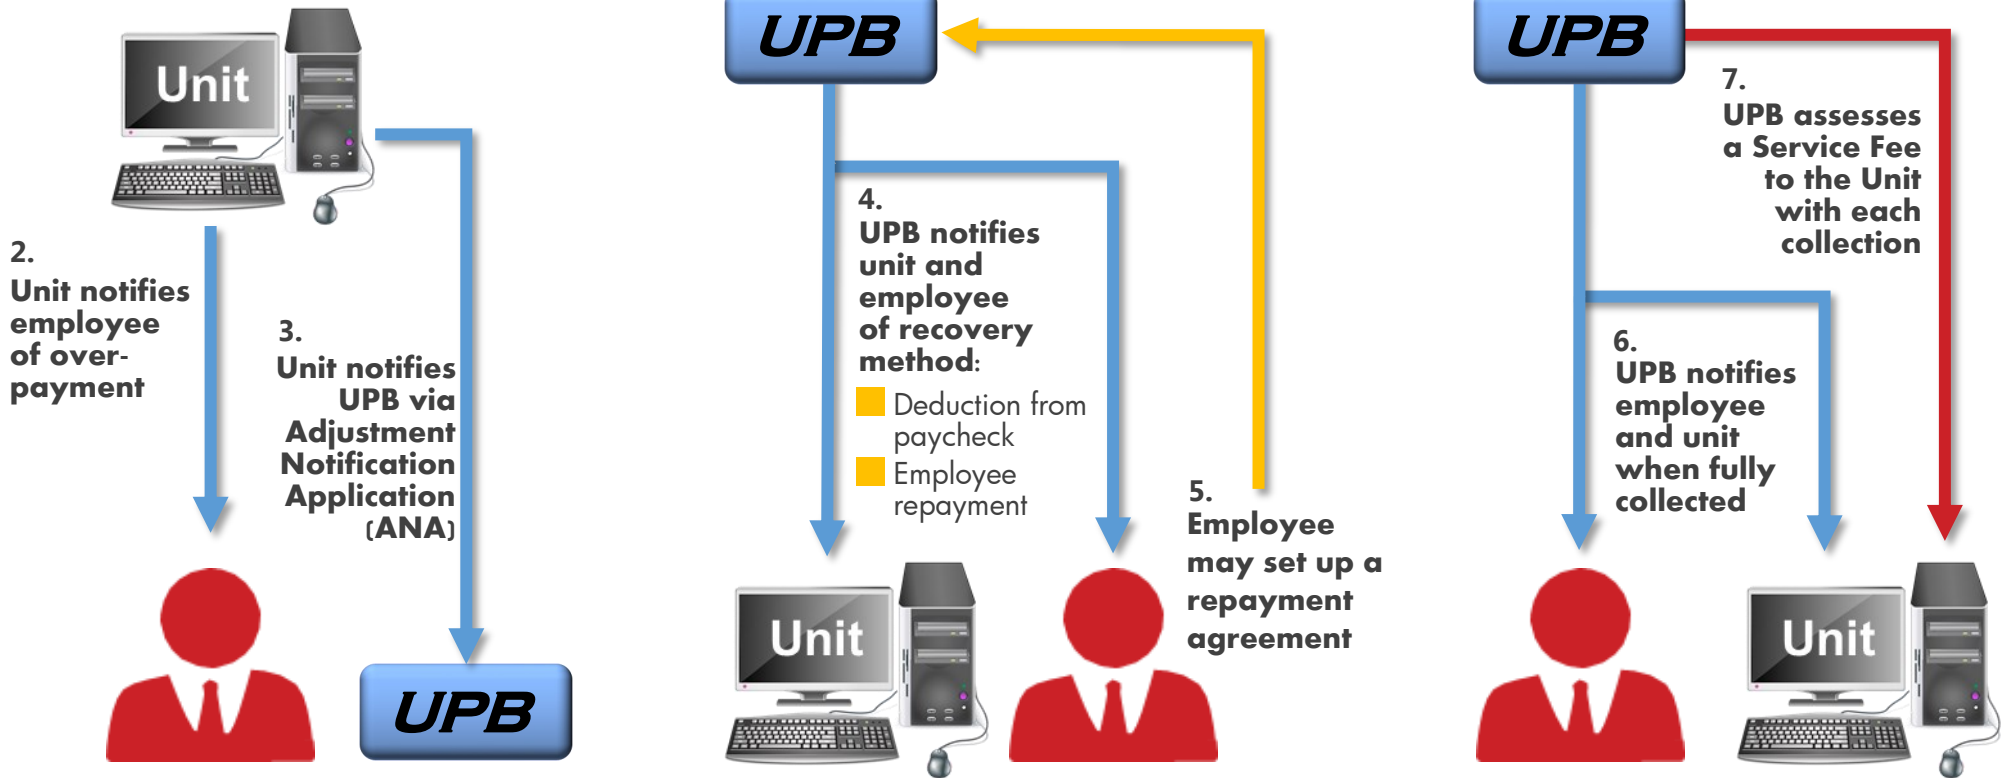 Unit
2.
Unit notifies
employee
of over-
payment
3.
Unit notifies
UPB via
Adjustment
Notification
Application
(ANA)
UPB
UPB
4.
UPB notifies
unit and
employee
of recovery
method:
Deduction from
paycheck
Employee
repayment
Unit
5.
Employee
may set up a
repayment
agreement
UPB
7.
UPB assesses
a Service Fee
to the Unit
with each
collection
6.
UPB notifies
employee
and unit
when fully
collected
Unit